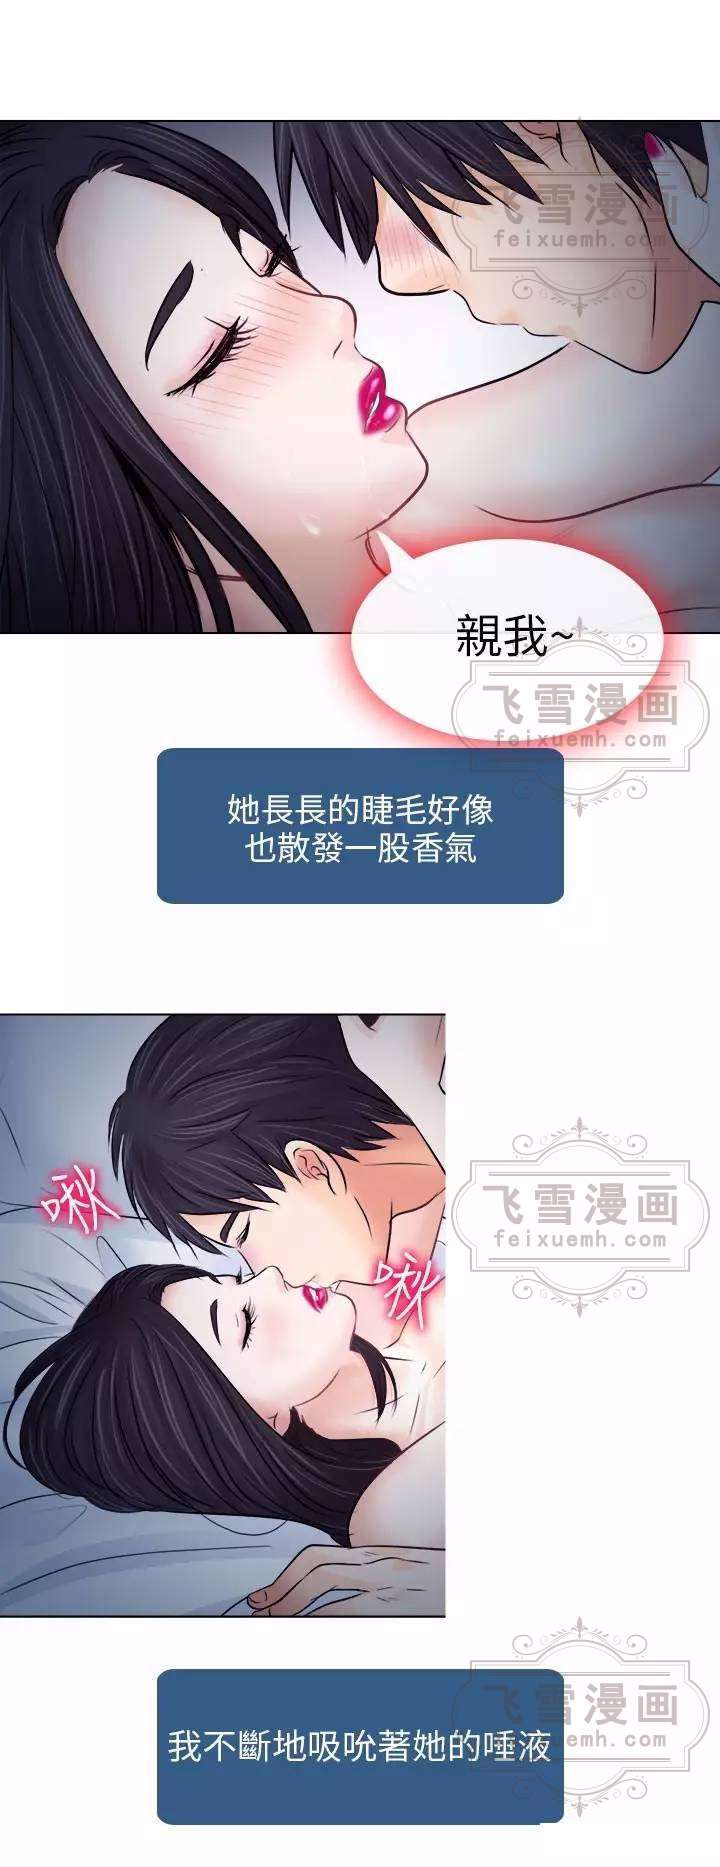 飞雪漫画
feixuemh.com
親我~
飞雪漫画
feixuemh.com
她長長的睫毛好像
也散發一股香氣
啾
飞雪漫画
feixuemh.com
啾
飞雪漫画
feixuemh.com
我不斷地吸吮著她的唾液